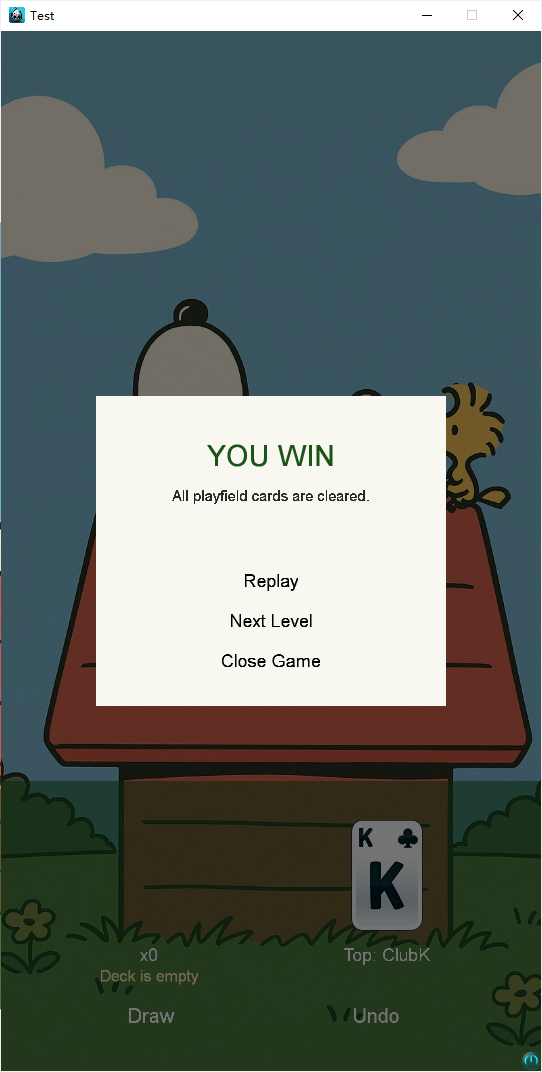 Test
YOU WIN
All playfield cards are cleared.
Replay
Next Level
Close Game
K
K
x0
Top: ClubK
Deck is empty
Draw
Undo